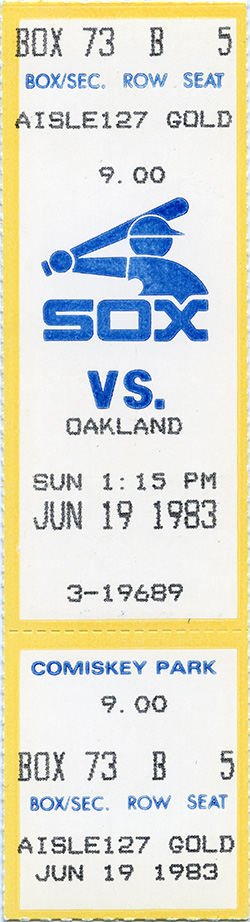 BOX 73 B 5
BOX/SEC. ROW SEAT
AISLE127 GOLD
9.00
SOX
VS.
OAKLAND
SUN 1:15 PM
JUN 19 1983
3-19689
COMISKEY PARK
9.00
BOX 73 B 5
BOX/SEC. ROW SEAT
AISLE127 GOLD
JUN 19 1983